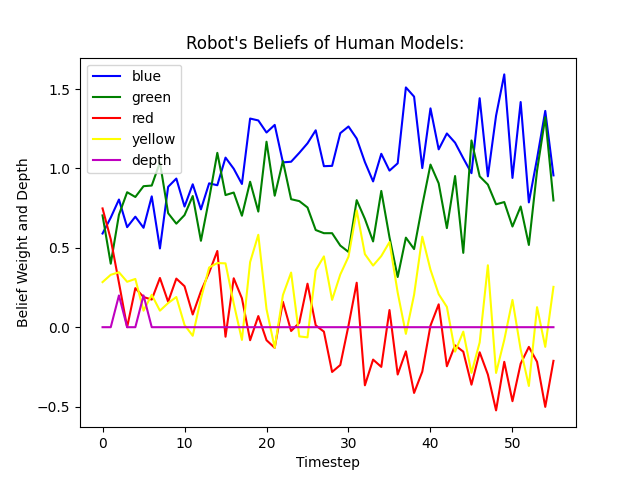 Robot's Beliefs of Human Models:
blue
green
red
yellow
depth
1.5
1.0
0.5
0.0
−0.5
Belief Weight and Depth
0 10 20 30 40 50
Timestep